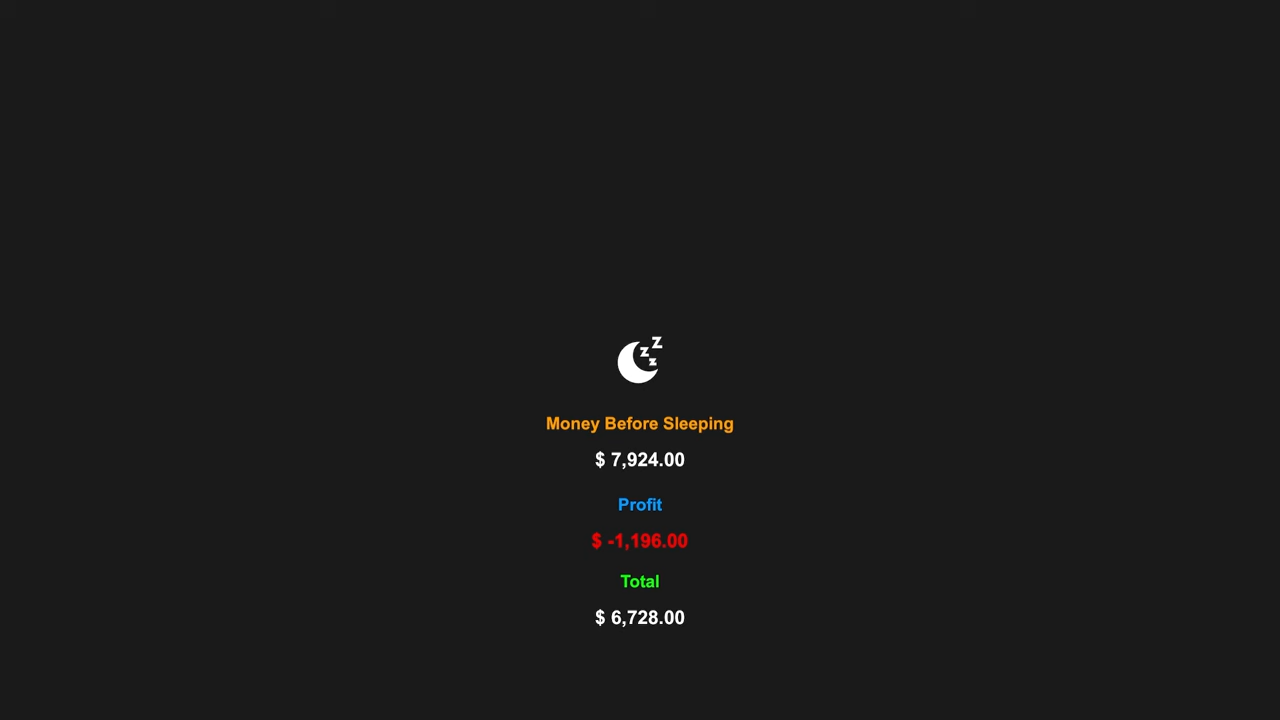 Money Before Sleeping
$ 7,924.00
Profit
$ -1,196.00
Total
$ 6,728.00